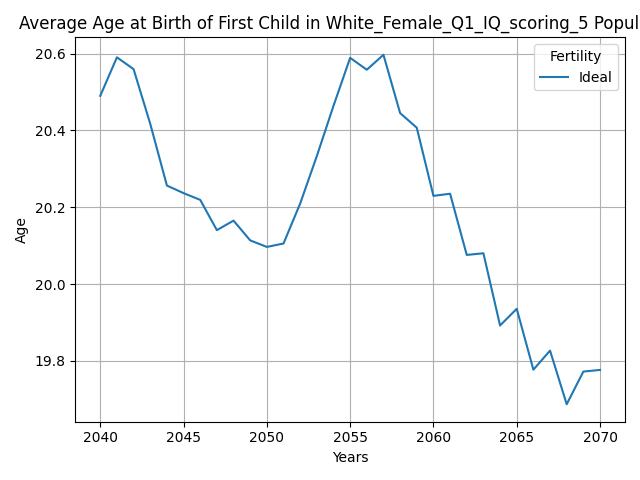 Average Age at Birth of First Child in White_Female_Q1_IQ_scoring_5 Popul
Fertility
Ideal
20.6
20.4
20.2
20.0
19.8
Age
2040 2045 2050 2055 2060 2065 2070
Years